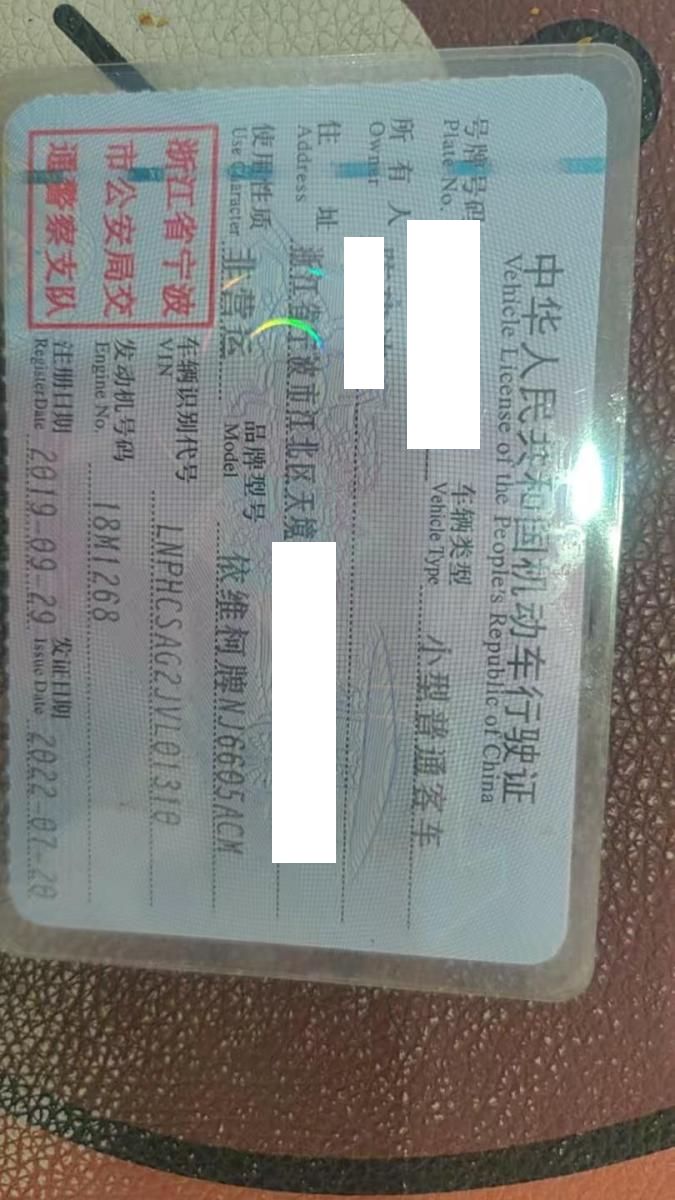 中华人民共和国机动车行驶证
Vehicle License of the People's Republic of China
号牌号码
Plate No.
车辆类型
Vehicle Type
小型普通客车
所有人
Owner
住址
Address
浙江省宁波市江北区天境
使用性质
Use Character
非营运
品牌型号
Model
依维柯牌NJ6605ACM
浙江省宁波
市公安局交
通警察支队
车辆识别代号
VIN
LNPHCSAG2JVL01310
发动机号码
Engine No.
18M1268
注册日期
Register Date
2019-09-29
发证日期
Issue Date
2022-07-20